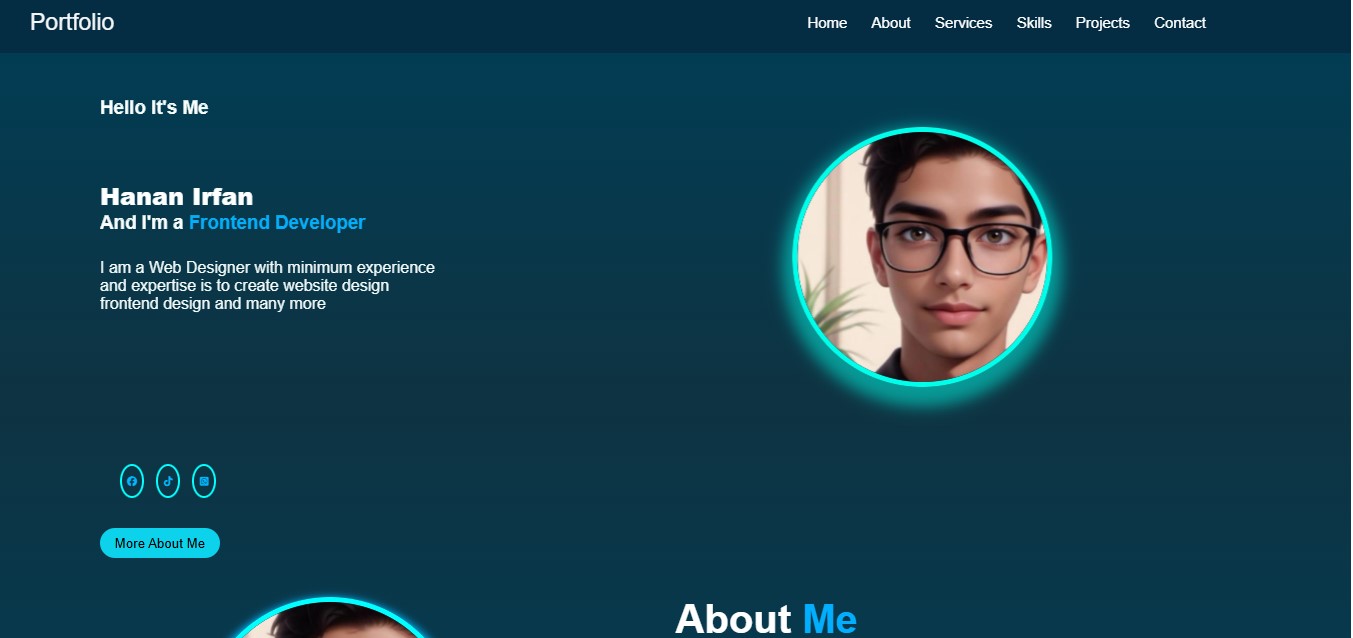 Portfolio
Home About Services Skills Projects Contact
Hello It's Me
Hanan Irfan
And I'm a Frontend Developer
I am a Web Designer with minimum experience
and expertise is to create website design
frontend design and many more
More About Me
About Me